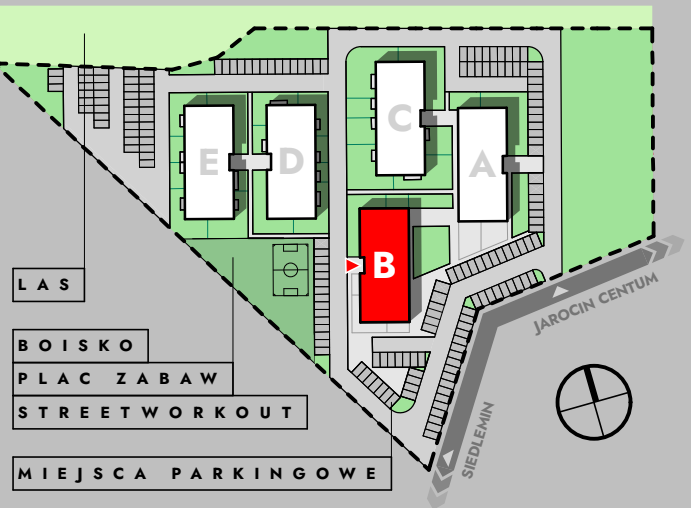 C
E
D
A
B
LAS
JAROCIN CENTUM
BOISKO
PLAC ZABAW
STREETWORKOUT
SIEDLEMIN
MIEJSCA PARKINGOWE